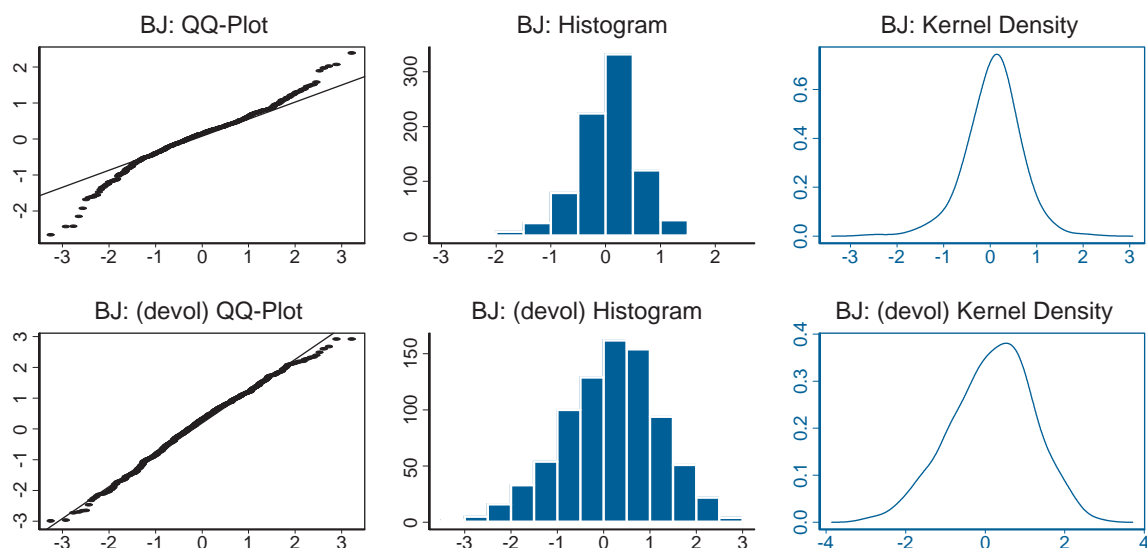 BJ: QQ-Plot
BJ: Histogram
BJ: Kernel Density
2
1
0
-1
-2
-3 -2 -1 0 1 2 3
300
200
100
0
-2 -1 0 1 2
0.6
0.4
0.2
0.0
-3 -2 -1 0 1 2 3
BJ: (devol) QQ-Plot
BJ: (devol) Histogram
BJ: (devol) Kernel Density
3
2
1
0
-1
-2
-3
-3 -2 -1 0 1 2 3
150
100
50
0
-3 -2 -1 0 1 2 3
0.4
0.3
0.2
0.1
0.0
-4 -2 0 2 4